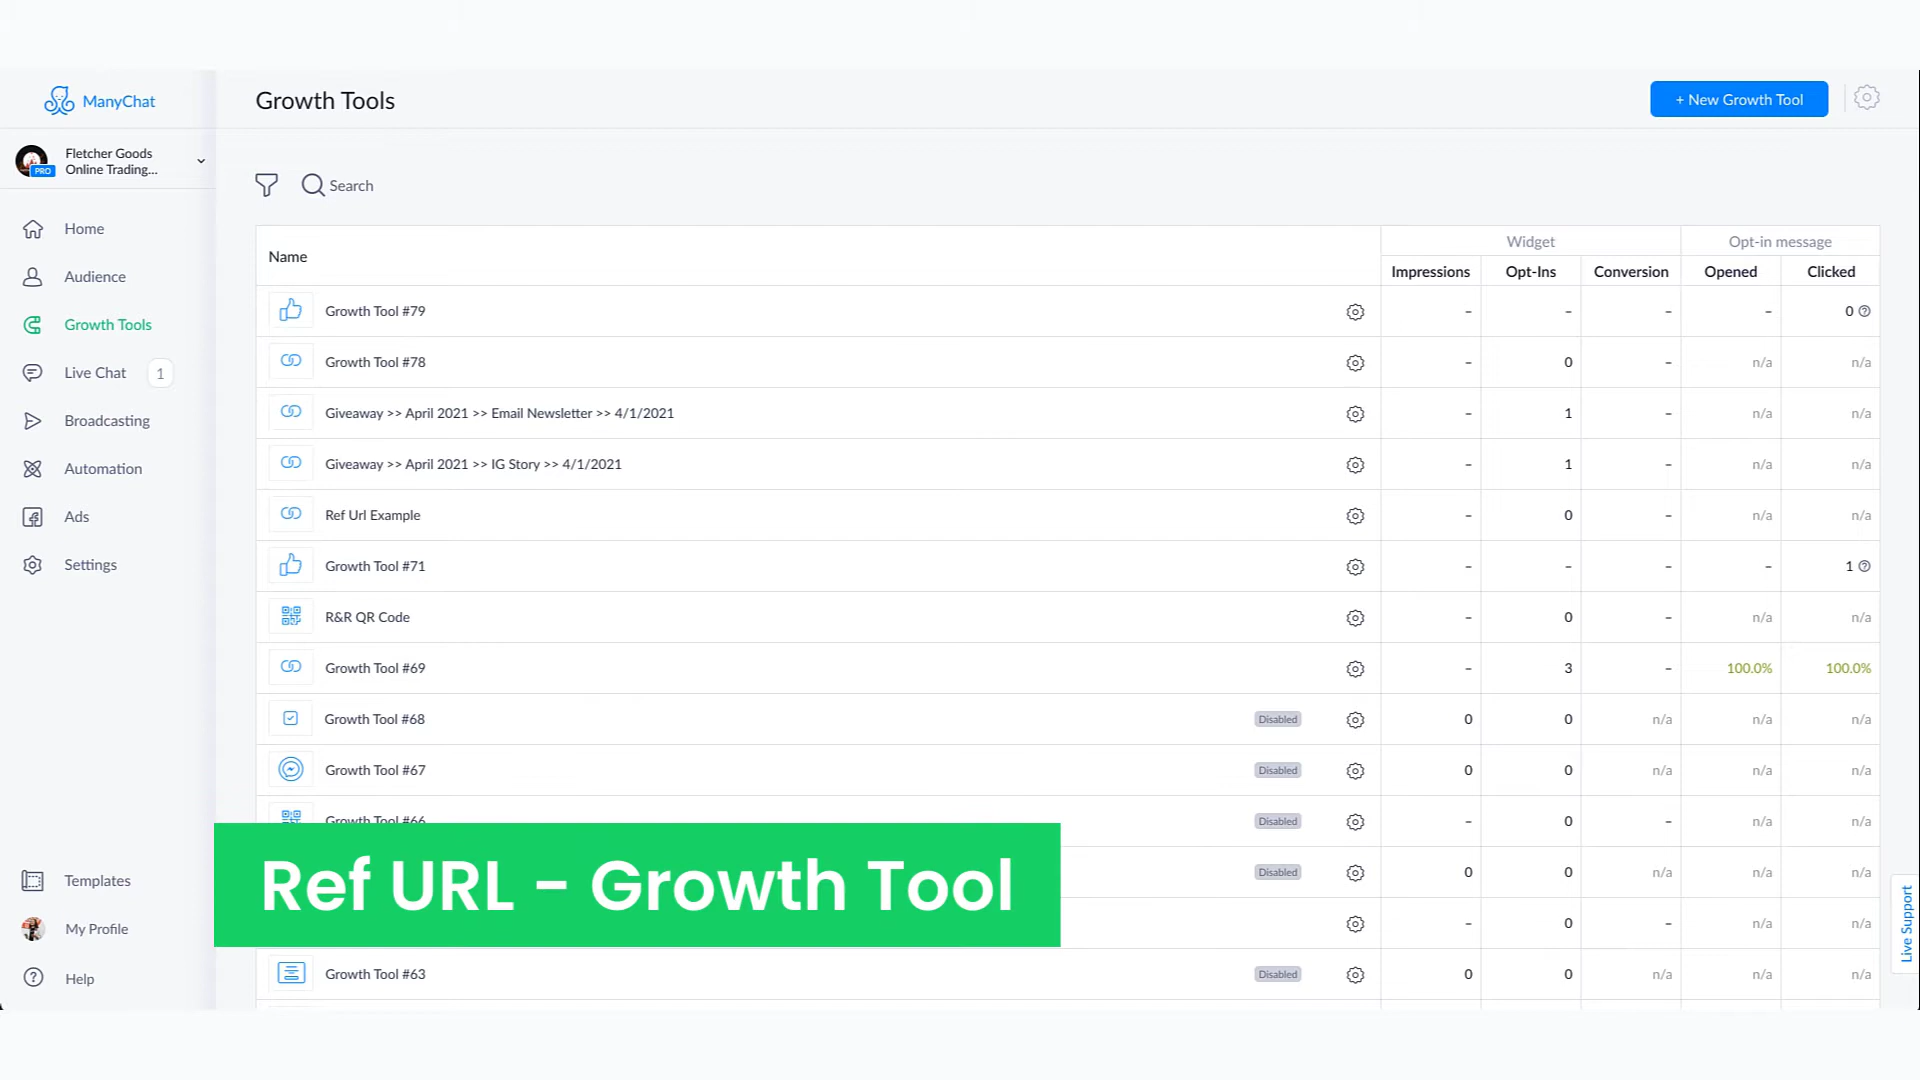 ManyChat
Growth Tools
+ New Growth Tool
Fletcher Goods
Online Trading...
PRO
Search
Home
Audience
Growth Tools
Live Chat 1
Broadcasting
Automation
Ads
Settings
Templates
My Profile
Help
Name Widget Opt-in message
Impressions Opt-Ins Conversion Opened Clicked
Growth Tool #79 – – – – 0
Growth Tool #78 – 0 – n/a n/a
Giveaway >> April 2021 >> Email Newsletter >> 4/1/2021 – 1 – n/a n/a
Giveaway >> April 2021 >> IG Story >> 4/1/2021 – 1 – n/a n/a
Ref Url Example – 0 – n/a n/a
Growth Tool #71 – – – – 1
R&R QR Code – 0 – n/a n/a
Growth Tool #69 – 3 – 100.0% 100.0%
Growth Tool #68 Disabled 0 0 n/a n/a n/a
Growth Tool #67 Disabled 0 0 n/a n/a n/a
Growth Tool #66 Disabled – 0 – n/a n/a
Disabled 0 0 n/a n/a n/a
– 0 – n/a n/a
Growth Tool #63 Disabled 0 0 n/a n/a n/a
Ref URL - Growth Tool
Live Support